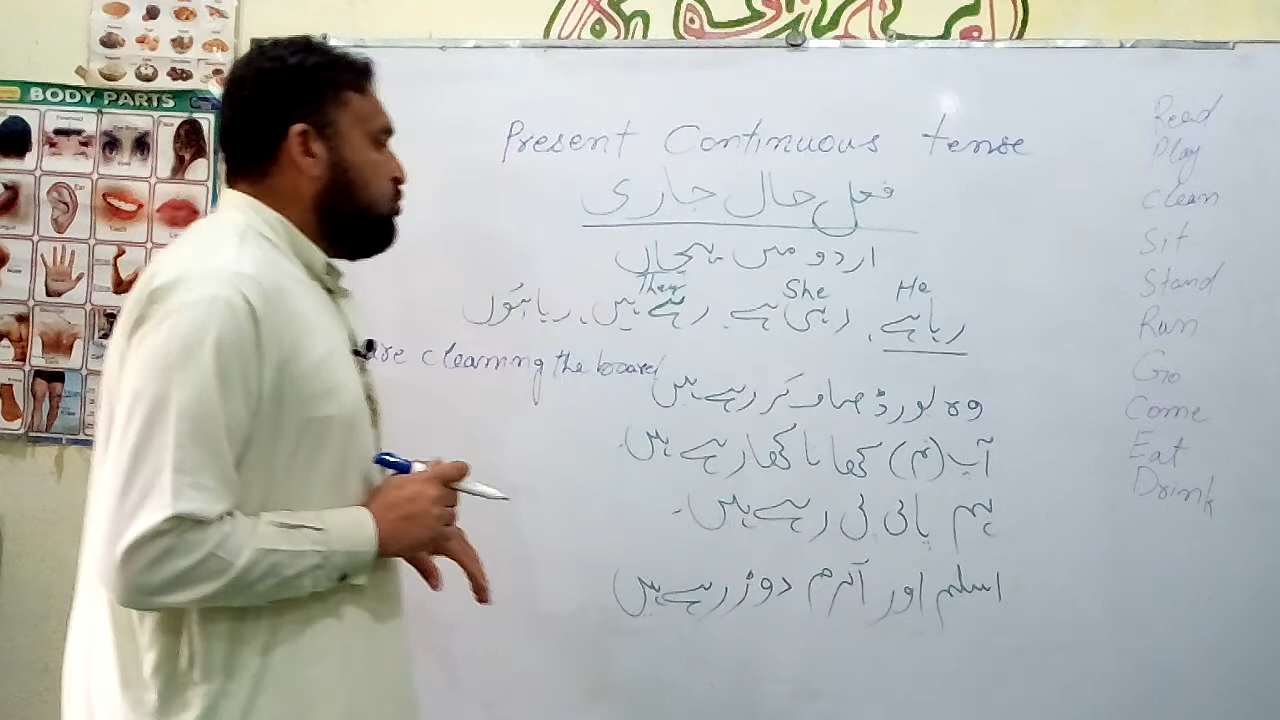 BODY PARTS
Present Continuous tense
فعل حال جاری
اردو میں پہچان
He She They
رہا ہے، رہی ہے، رہے ہیں، رہا ہوں
are cleaning the board
وہ بورڈ صاف کر رہے ہیں
آپ (تم) کھانا کھا رہے ہیں۔
ہم پانی پی رہے ہیں۔
اسلم اور اکرم دوڑ رہے ہیں
Read
Play
Clean
Sit
Stand
Run
Go
Come
Eat
Drink